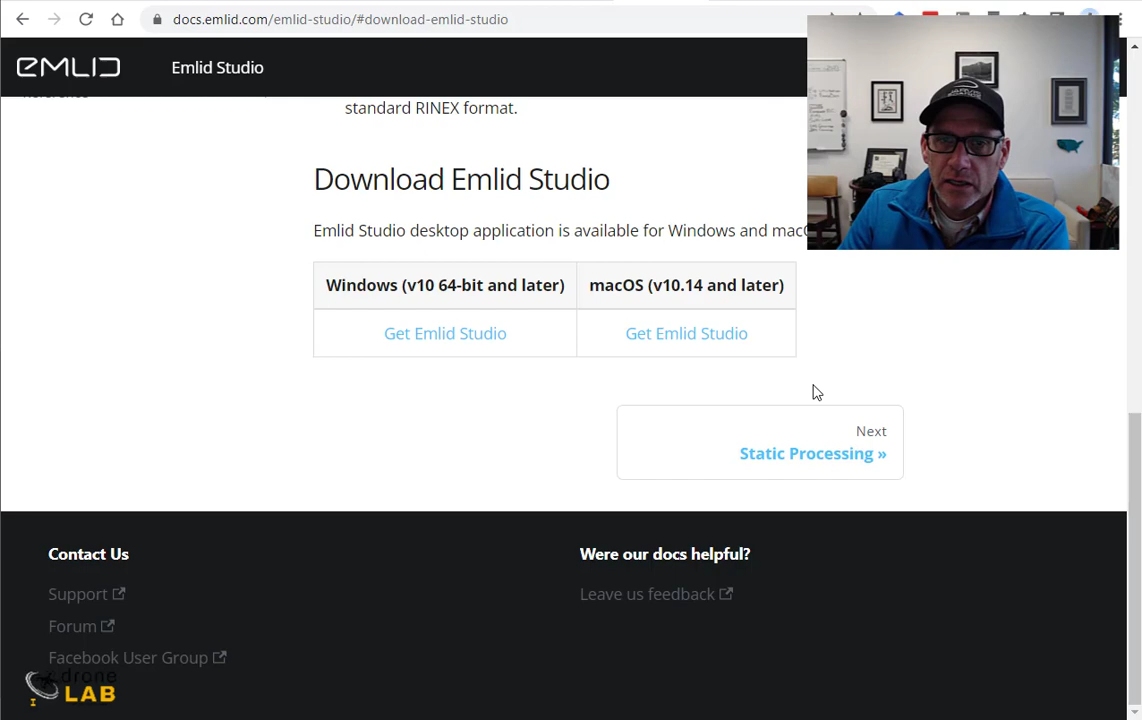 docs.emlid.com/emlid-studio/#download-emlid-studio
EMLID
Emlid Studio
standard RINEX format.
Download Emlid Studio
Emlid Studio desktop application is available for Windows and
Windows (v10 64-bit and later)
macOS (v10.14 and later)
Get Emlid Studio
Get Emlid Studio
Next
Static Processing »
Contact Us
Were our docs helpful?
Support
Leave us feedback
Forum
Facebook User Group
drone
LAB